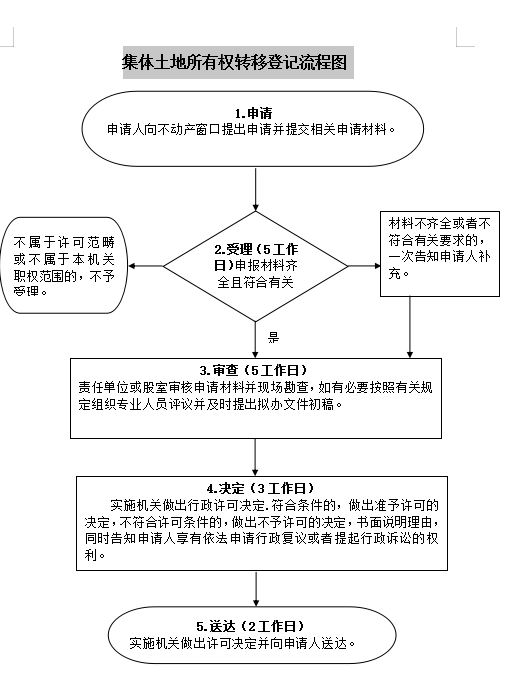 集体土地所有权转移登记流程图
1.申请
申请人向不动产窗口提出申请并提交相关申请材料。
不属于许可范畴
或不属于本机关
职权范围的，不予
受理。
2.受理（5工作
日）申报材料齐
全且符合有关
材料不齐全或者不
符合有关要求的，
一次告知申请人补
充。
是
3.审查（5工作日）
责任单位或股室审核申请材料并现场勘查，如有必要按照有关规
定组织专业人员评议并及时提出拟办文件初稿。
4.决定（3工作日）
实施机关做出行政许可决定.符合条件的，做出准予许可的
决定，不符合许可条件的，做出不予许可的决定，书面说明理由，
同时告知申请人享有依法申请行政复议或者提起行政诉讼的权
利。
5.送达（2工作日）
实施机关做出许可决定并向申请人送达。